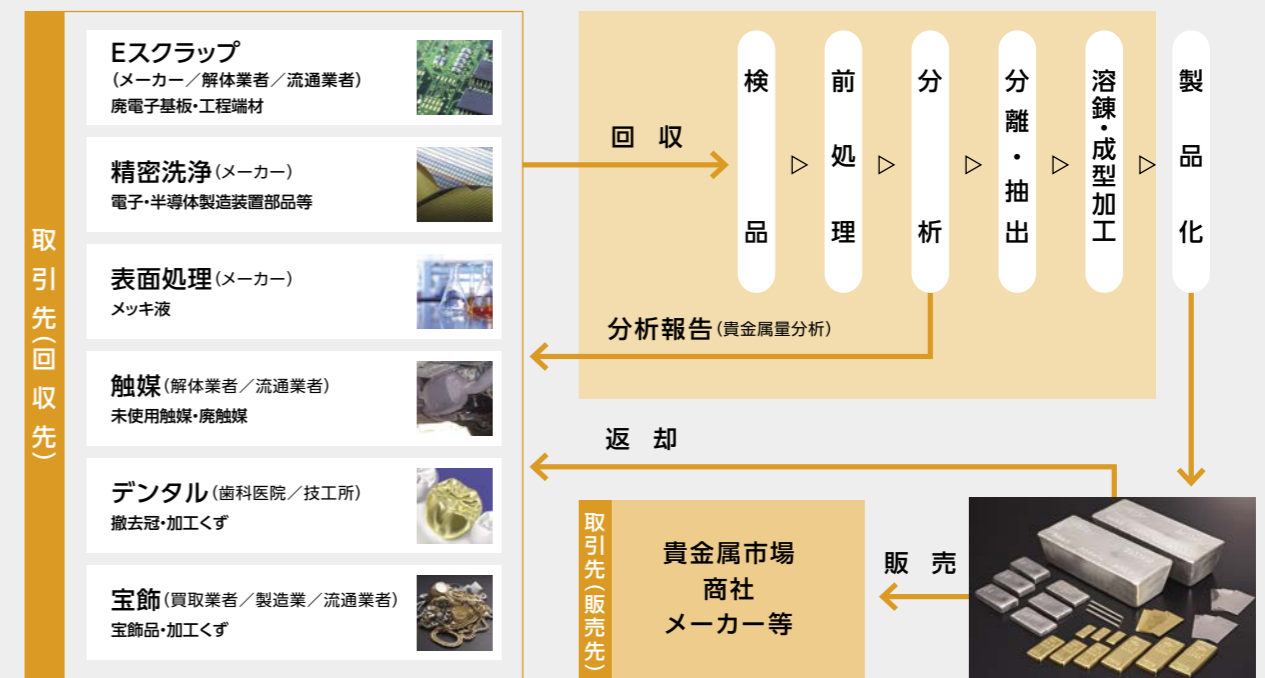 取引先(回収先)
Eスクラップ
(メーカー／解体業者／流通業者)
廃電子基板・工程端材
精密洗浄(メーカー)
電子・半導体製造装置部品等
表面処理(メーカー)
メッキ液
触媒(解体業者／流通業者)
未使用触媒・廃触媒
デンタル(歯科医院／技工所)
撤去冠・加工くず
宝飾(買取業者／製造業／流通業者)
宝飾品・加工くず
回収
検品
前処理
分析
分離・抽出
溶錬・成型加工
製品化
分析報告(貴金属量分析)
返却
販売
取引先(販売先)
貴金属市場
商社
メーカー等